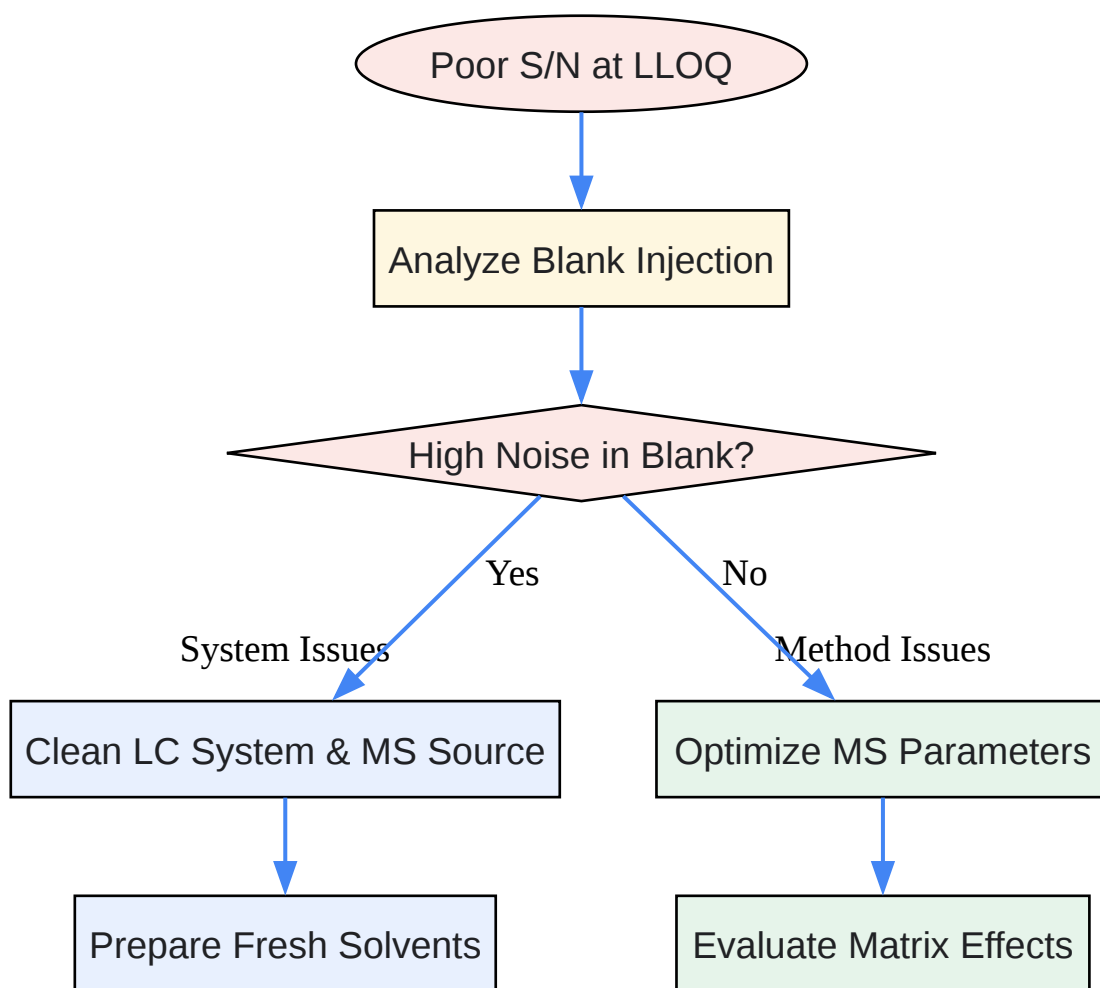 Poor S/N at LLOQ
Analyze Blank Injection
High Noise in Blank?
Yes
No
System Issues
Method Issues
Clean LC System & MS Source
Optimize MS Parameters
Prepare Fresh Solvents
Evaluate Matrix Effects